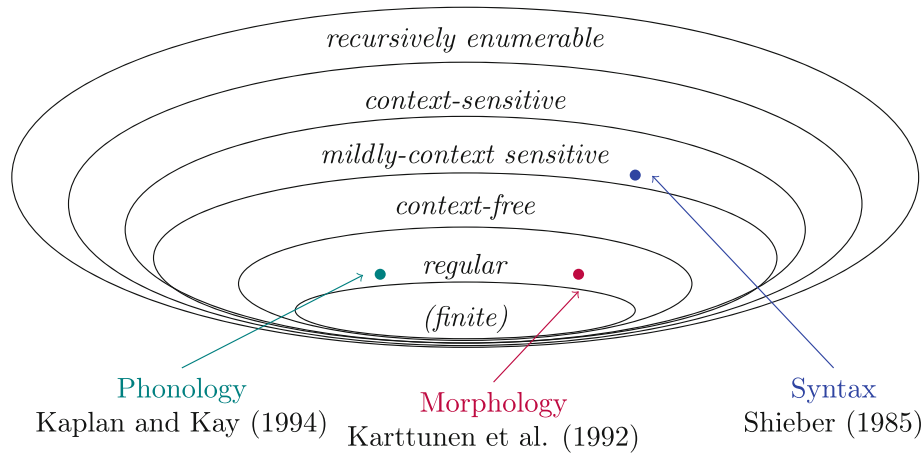 recursively enumerable
context-sensitive
mildly-context sensitive
context-free
regular
(finite)
Phonology
Kaplan and Kay (1994)
Morphology
Karttunen et al. (1992)
Syntax
Shieber (1985)